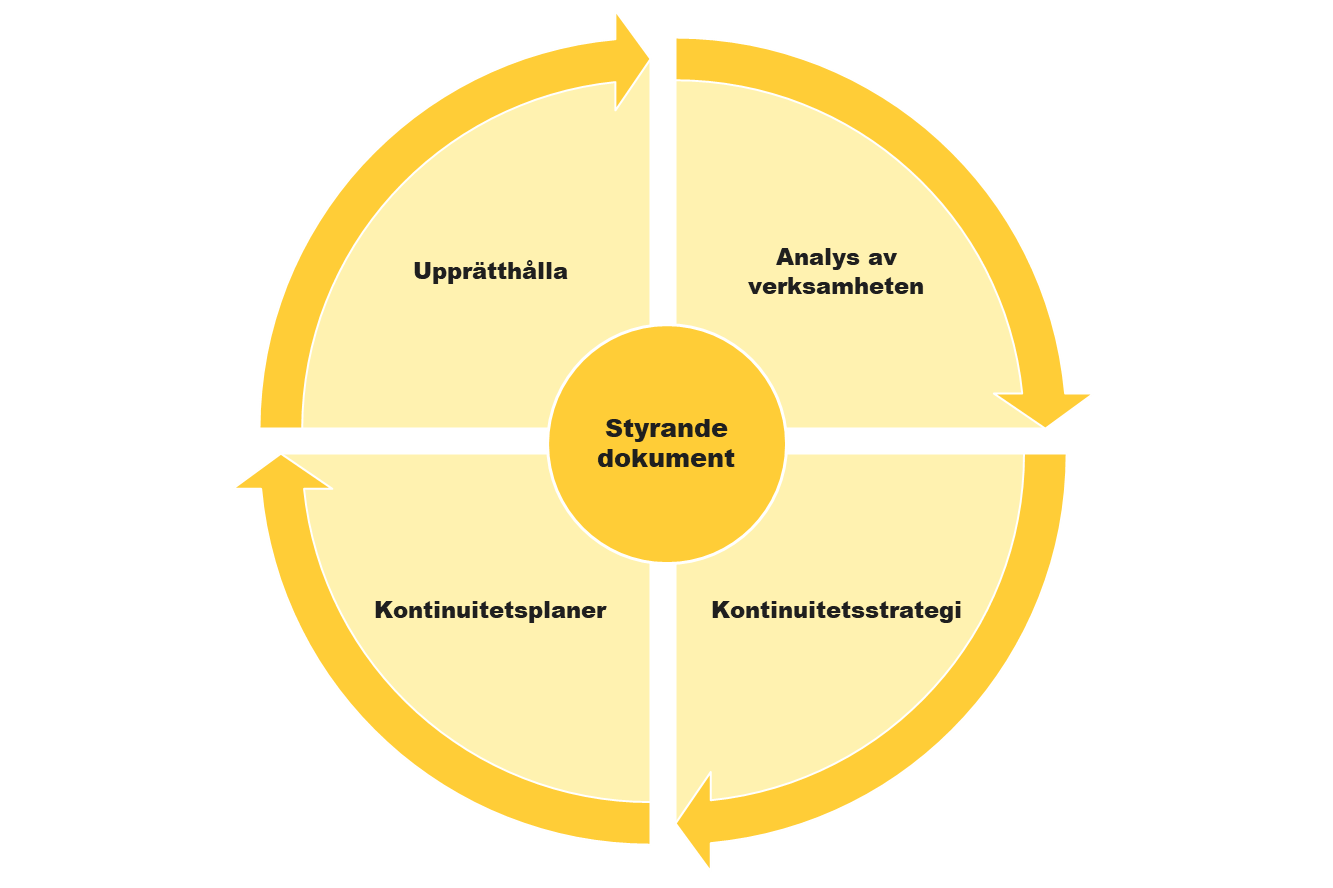 Upprätthålla
Analys av
verksamheten
Styrande
dokument
Kontinuitetsplaner
Kontinuitetsstrategi